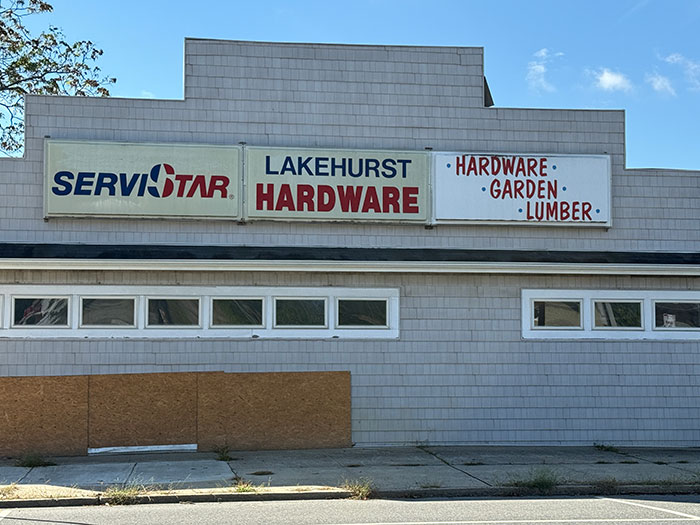 SERVISTAR®
LAKEHURST
HARDWARE
• HARDWARE •
• GARDEN •
• LUMBER •